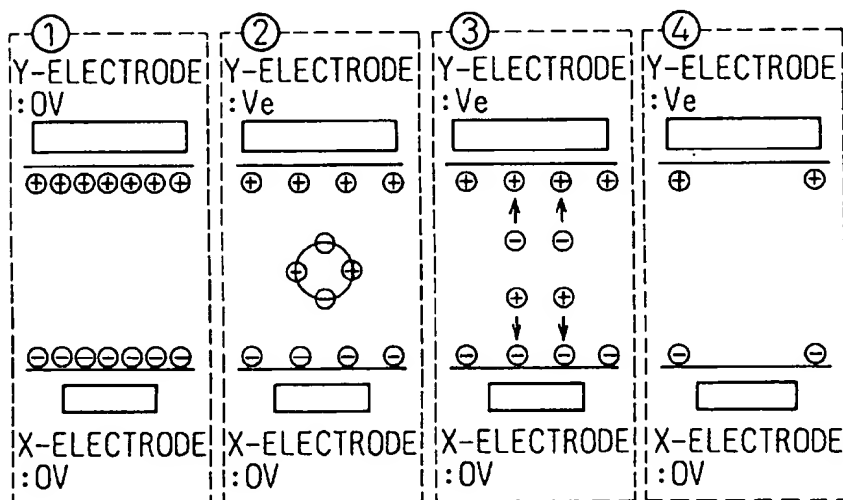 ①
Y-ELECTRODE
:0V
X-ELECTRODE
:0V
②
Y-ELECTRODE
:Ve
X-ELECTRODE
:0V
③
Y-ELECTRODE
:Ve
X-ELECTRODE
:0V
④
Y-ELECTRODE
:Ve
X-ELECTRODE
:0V